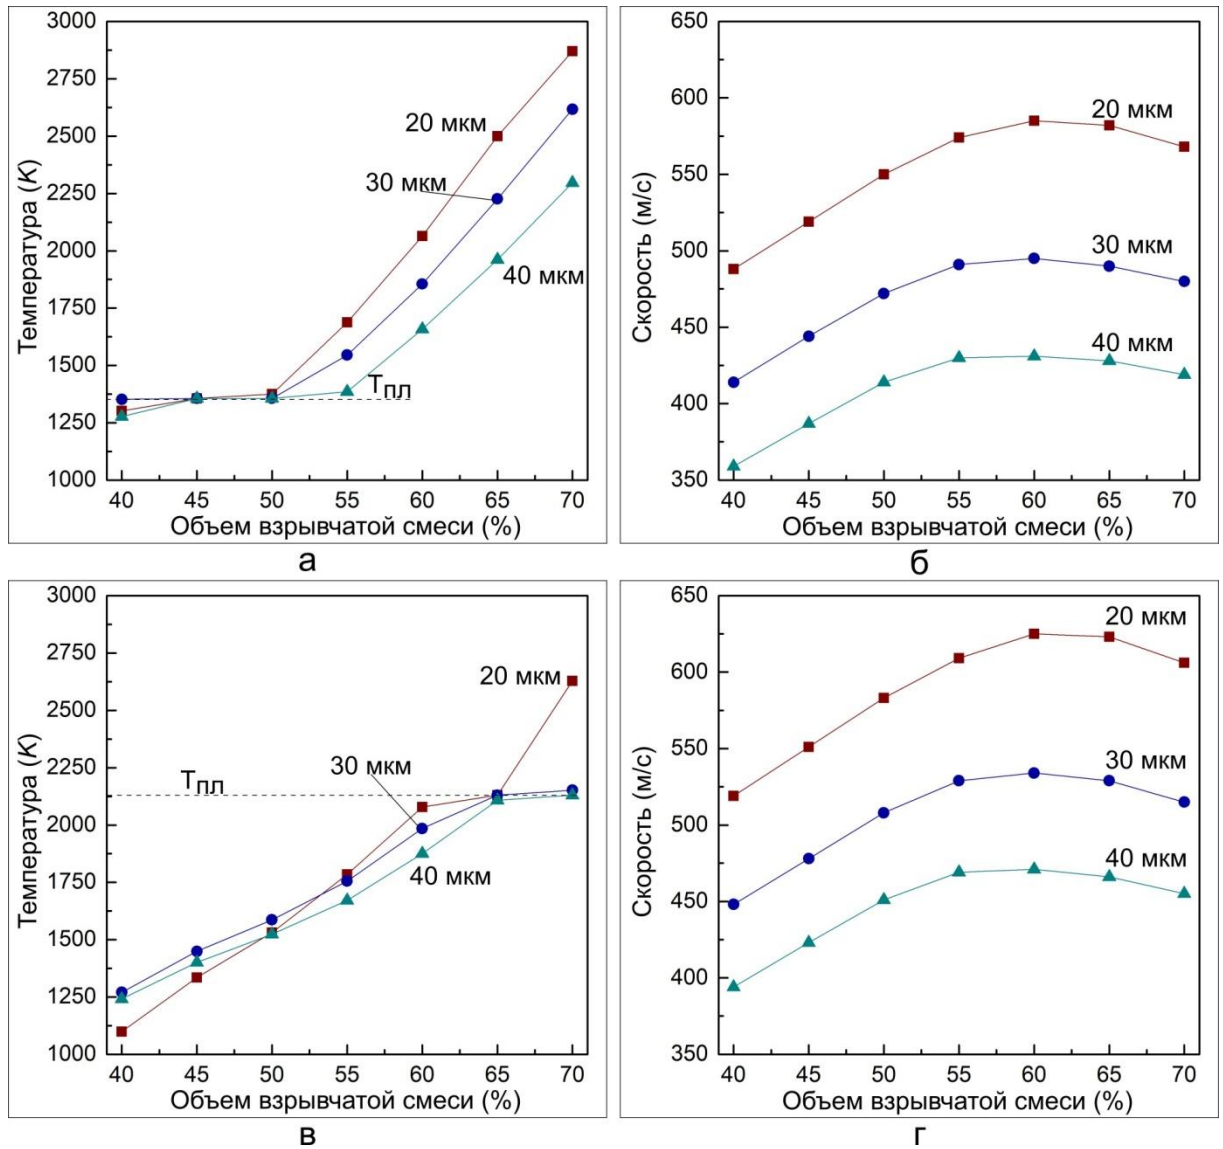 3000
2750
2500
2250
2000
1750
1500
1250
1000
Температура (K)
20 мкм
30 мкм
40 мкм
Tпл
40 45 50 55 60 65 70
Объем взрывчатой смеси (%)
а
650
600
550
500
450
400
350
Скорость (м/с)
20 мкм
30 мкм
40 мкм
40 45 50 55 60 65 70
Объем взрывчатой смеси (%)
б
3000
2750
2500
2250
2000
1750
1500
1250
1000
Температура (K)
20 мкм
30 мкм
Tпл
40 мкм
40 45 50 55 60 65 70
Объем взрывчатой смеси (%)
в
650
600
550
500
450
400
350
Скорость (м/с)
20 мкм
30 мкм
40 мкм
40 45 50 55 60 65 70
Объем взрывчатой смеси (%)
г